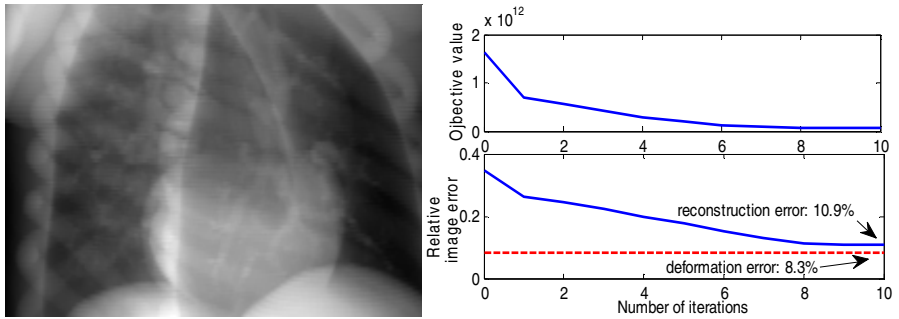 x 10^12
Ojbective value
2
1
0
0 2 4 6 8 10
Relative
image error
0.4
0.2
0
reconstruction error: 10.9%
deformation error: 8.3%
0 2 4 6 8 10
Number of iterations